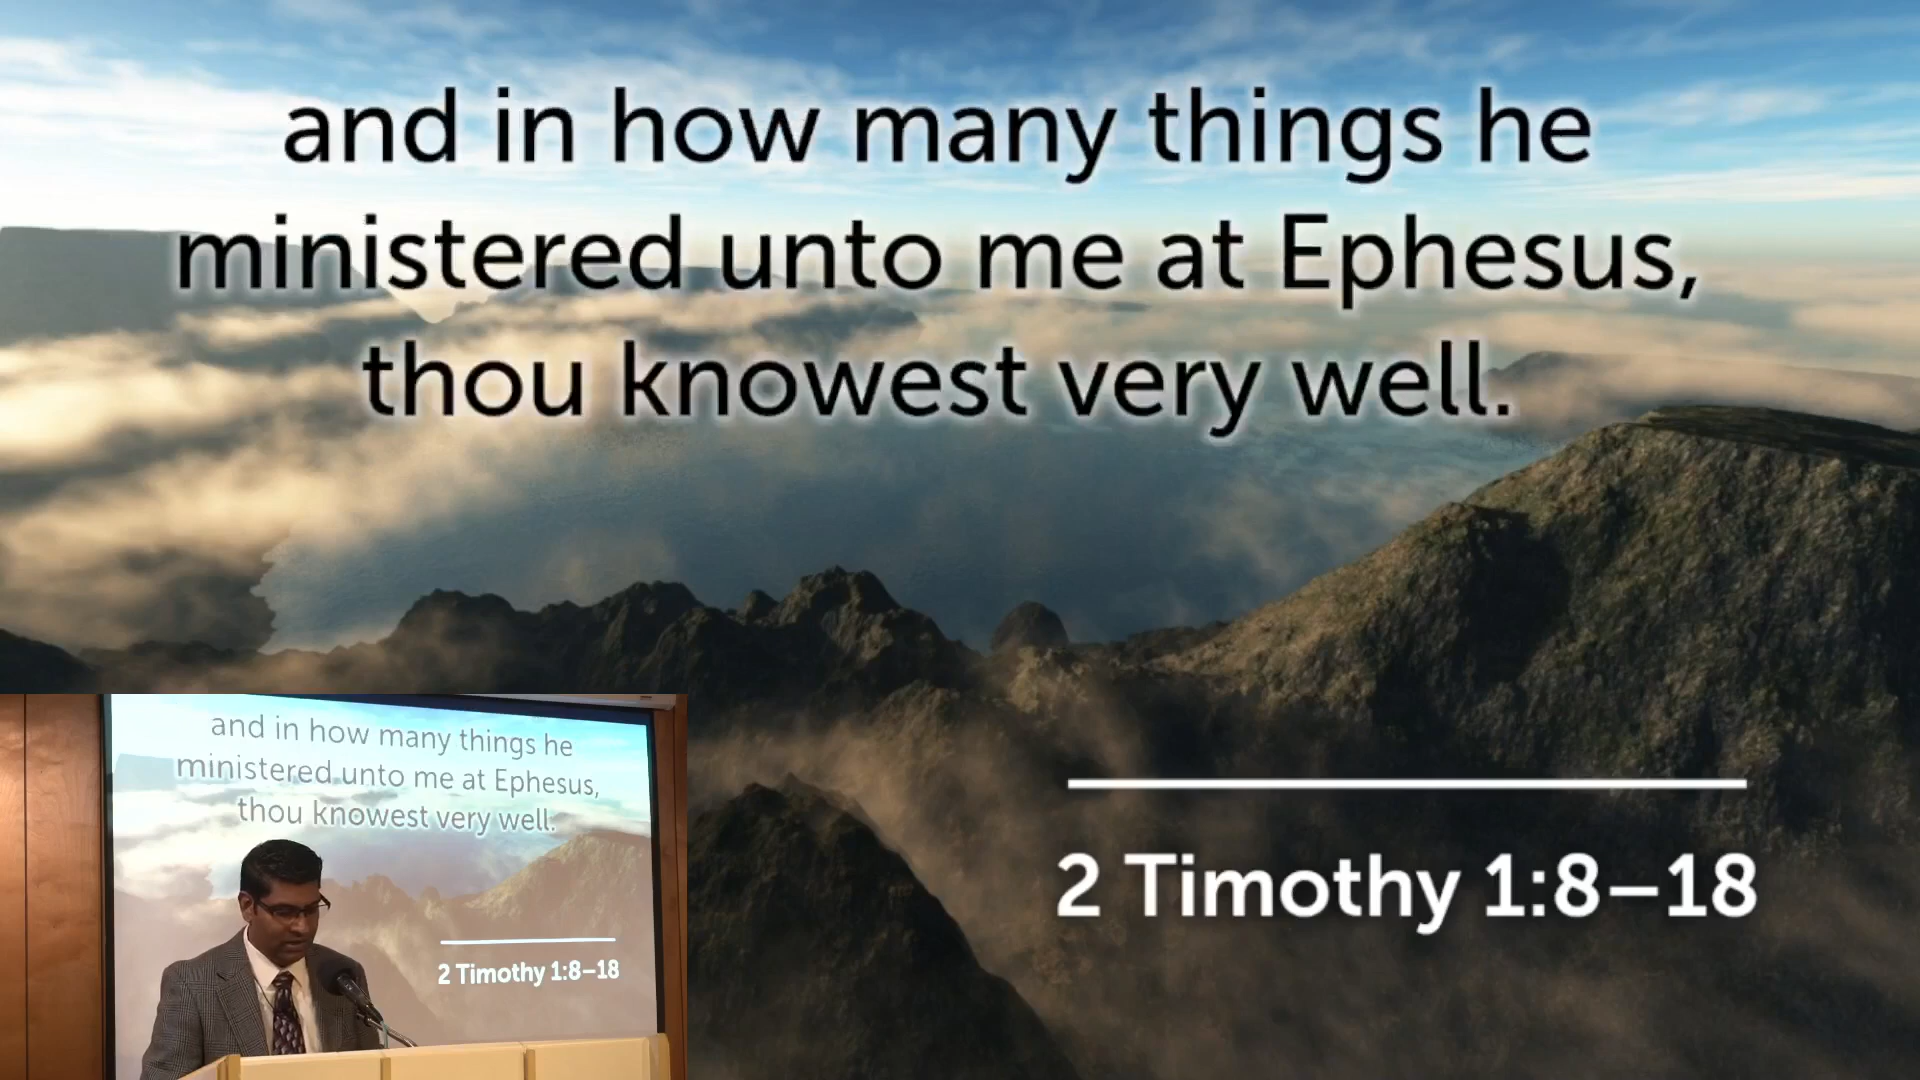 and in how many things he
ministered unto me at Ephesus,
thou knowest very well.
2 Timothy 1:8–18
and in how many things he
ministered unto me at Ephesus,
thou knowest very well.
2 Timothy 1:8–18